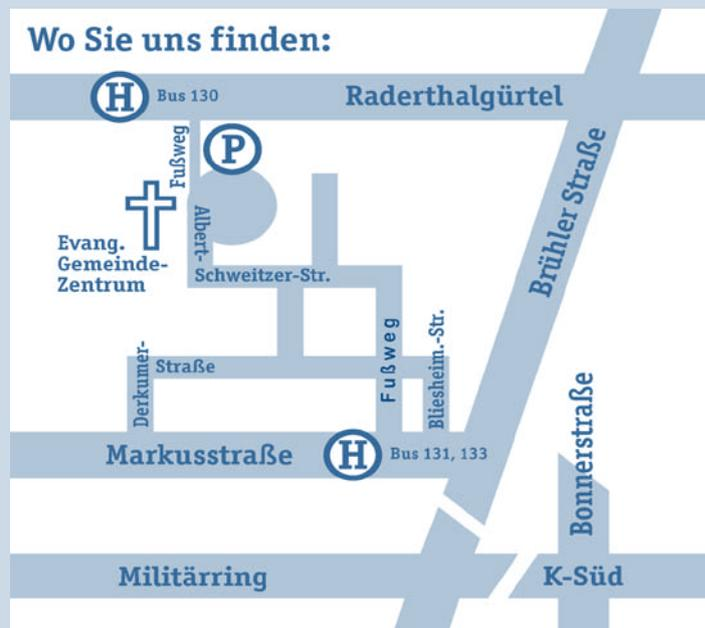 Wo Sie uns finden:
H Bus 130
Raderthalgürtel
Fußweg
P
Brühler Straße
Evang.
Gemeinde-
Zentrum
Albert-
Schweitzer-Str.
Derkumer-
Straße
Fußweg
Bliesheim.-Str.
Bonnerstraße
Markusstraße
H Bus 131, 133
Militärring
K-Süd